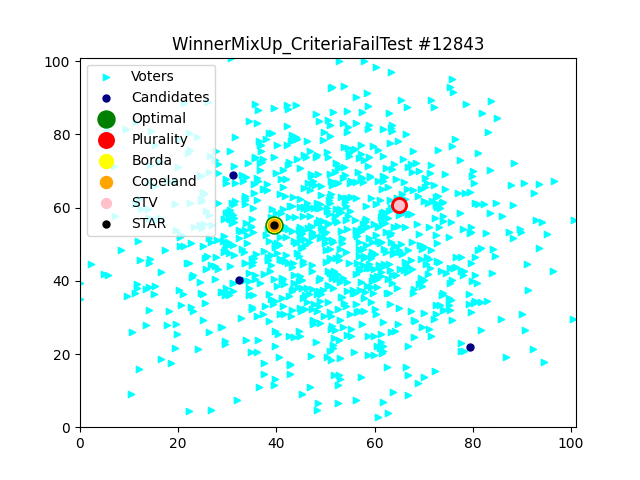 WinnerMixUp_CriteriaFailTest #12843
100
80
60
40
20
0
Voters
Candidates
Optimal
Plurality
Borda
Copeland
STV
STAR
0 20 40 60 80 100